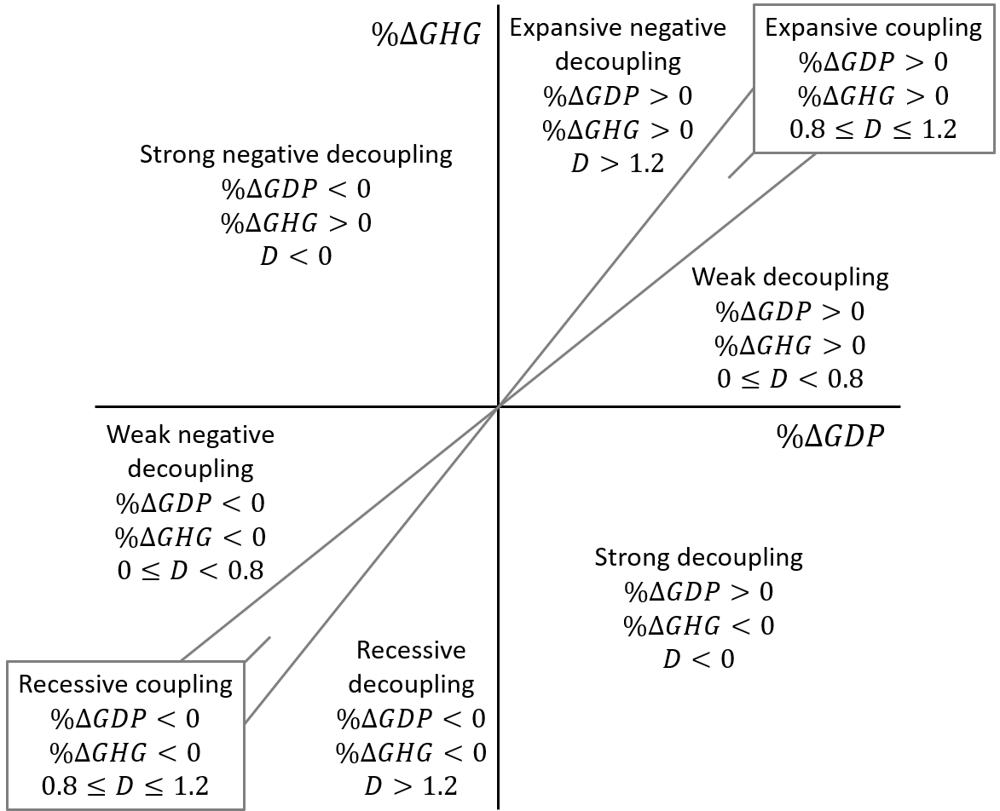 %ΔGHG
Expansive negative
decoupling
%ΔGDP > 0
%ΔGHG > 0
D > 1.2
Expansive coupling
%ΔGDP > 0
%ΔGHG > 0
0.8 ≤ D ≤ 1.2
Strong negative decoupling
%ΔGDP < 0
%ΔGHG > 0
D < 0
Weak decoupling
%ΔGDP > 0
%ΔGHG > 0
0 ≤ D < 0.8
%ΔGDP
Weak negative
decoupling
%ΔGDP < 0
%ΔGHG < 0
0 ≤ D < 0.8
Strong decoupling
%ΔGDP > 0
%ΔGHG < 0
D < 0
Recessive coupling
%ΔGDP < 0
%ΔGHG < 0
0.8 ≤ D ≤ 1.2
Recessive
decoupling
%ΔGDP < 0
%ΔGHG < 0
D > 1.2